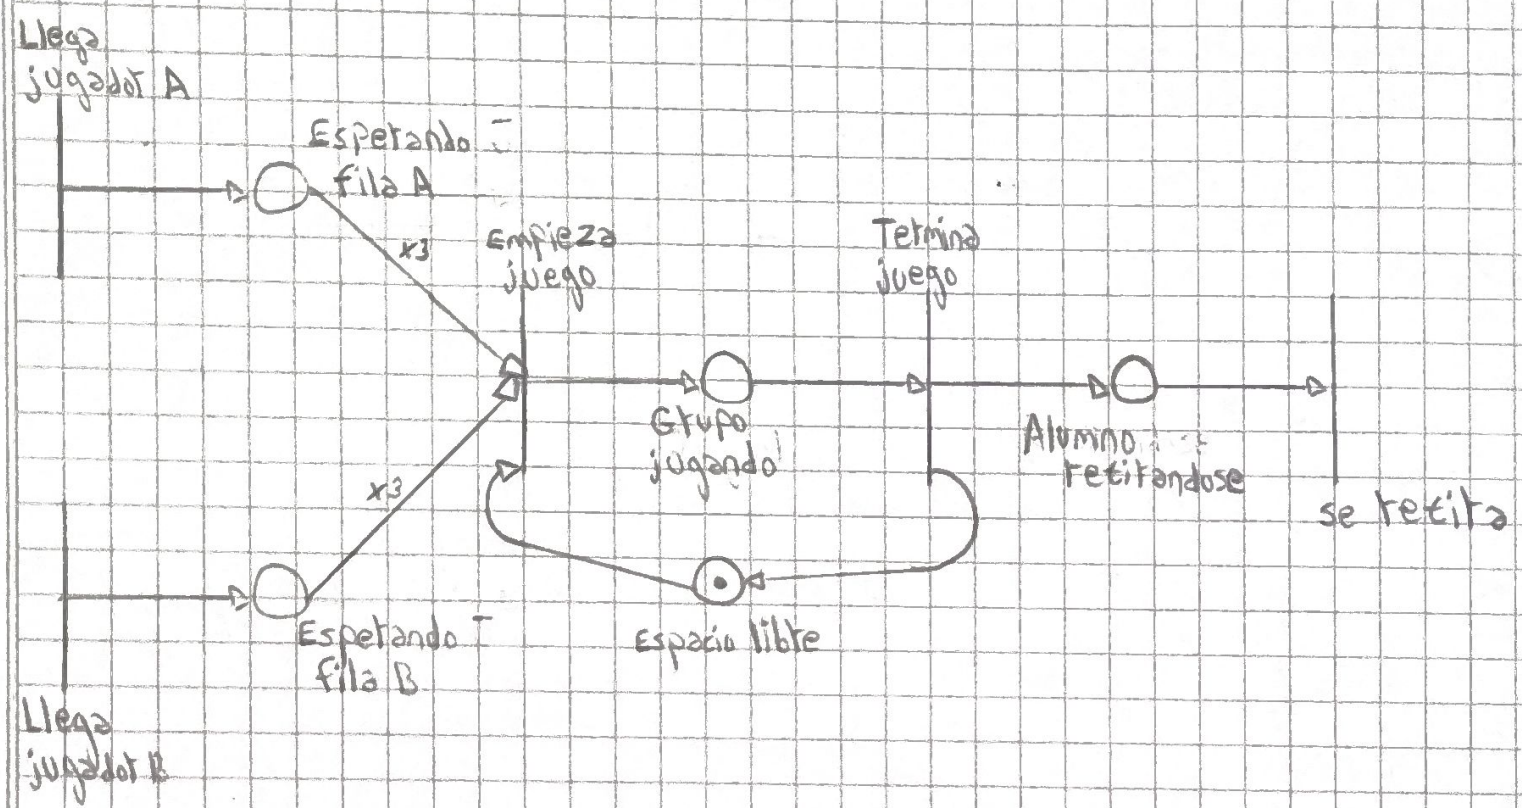 Llega
jugador A
Esperando
fila A
x3
Empieza
juego
Termina
juego
Grupo
jugando
Alumno
retirandose
se retira
x3
Esperando
fila B
Espacio libre
Llega
jugador B